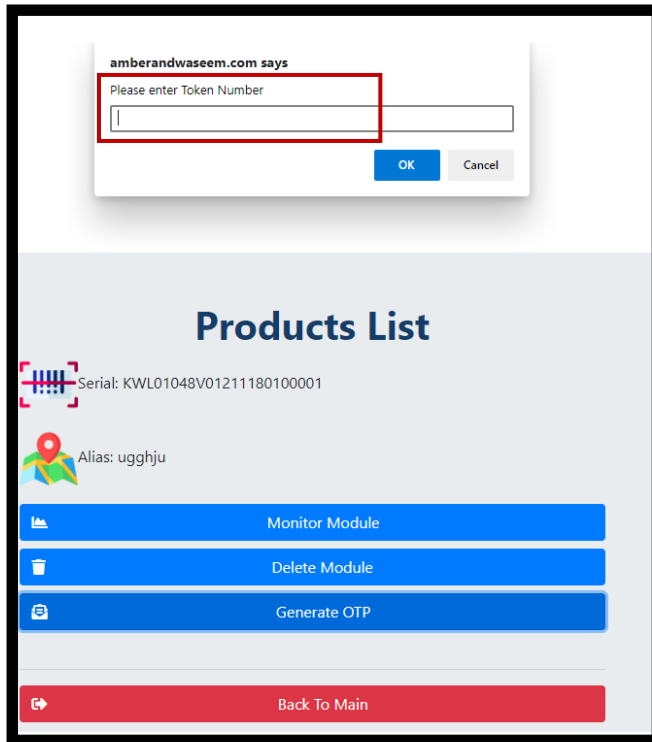 amberandwaseem.com says
Please enter Token Number
OK
Cancel
Products List
Serial: KWL01048V01211180100001
Alias: ugghju
Monitor Module
Delete Module
Generate OTP
Back To Main